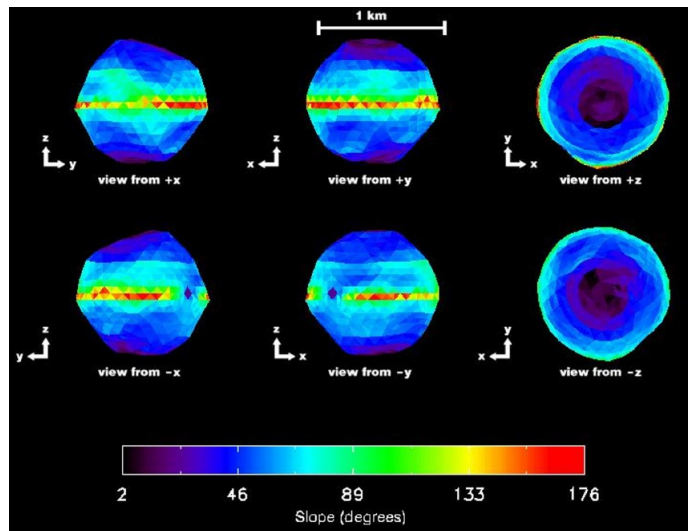 1 km
z
y
view from +x
z
x
view from +y
y
x
view from +z
z
y
view from −x
z
x
view from −y
y
x
view from −z
2 46 89 133 176
Slope (degrees)